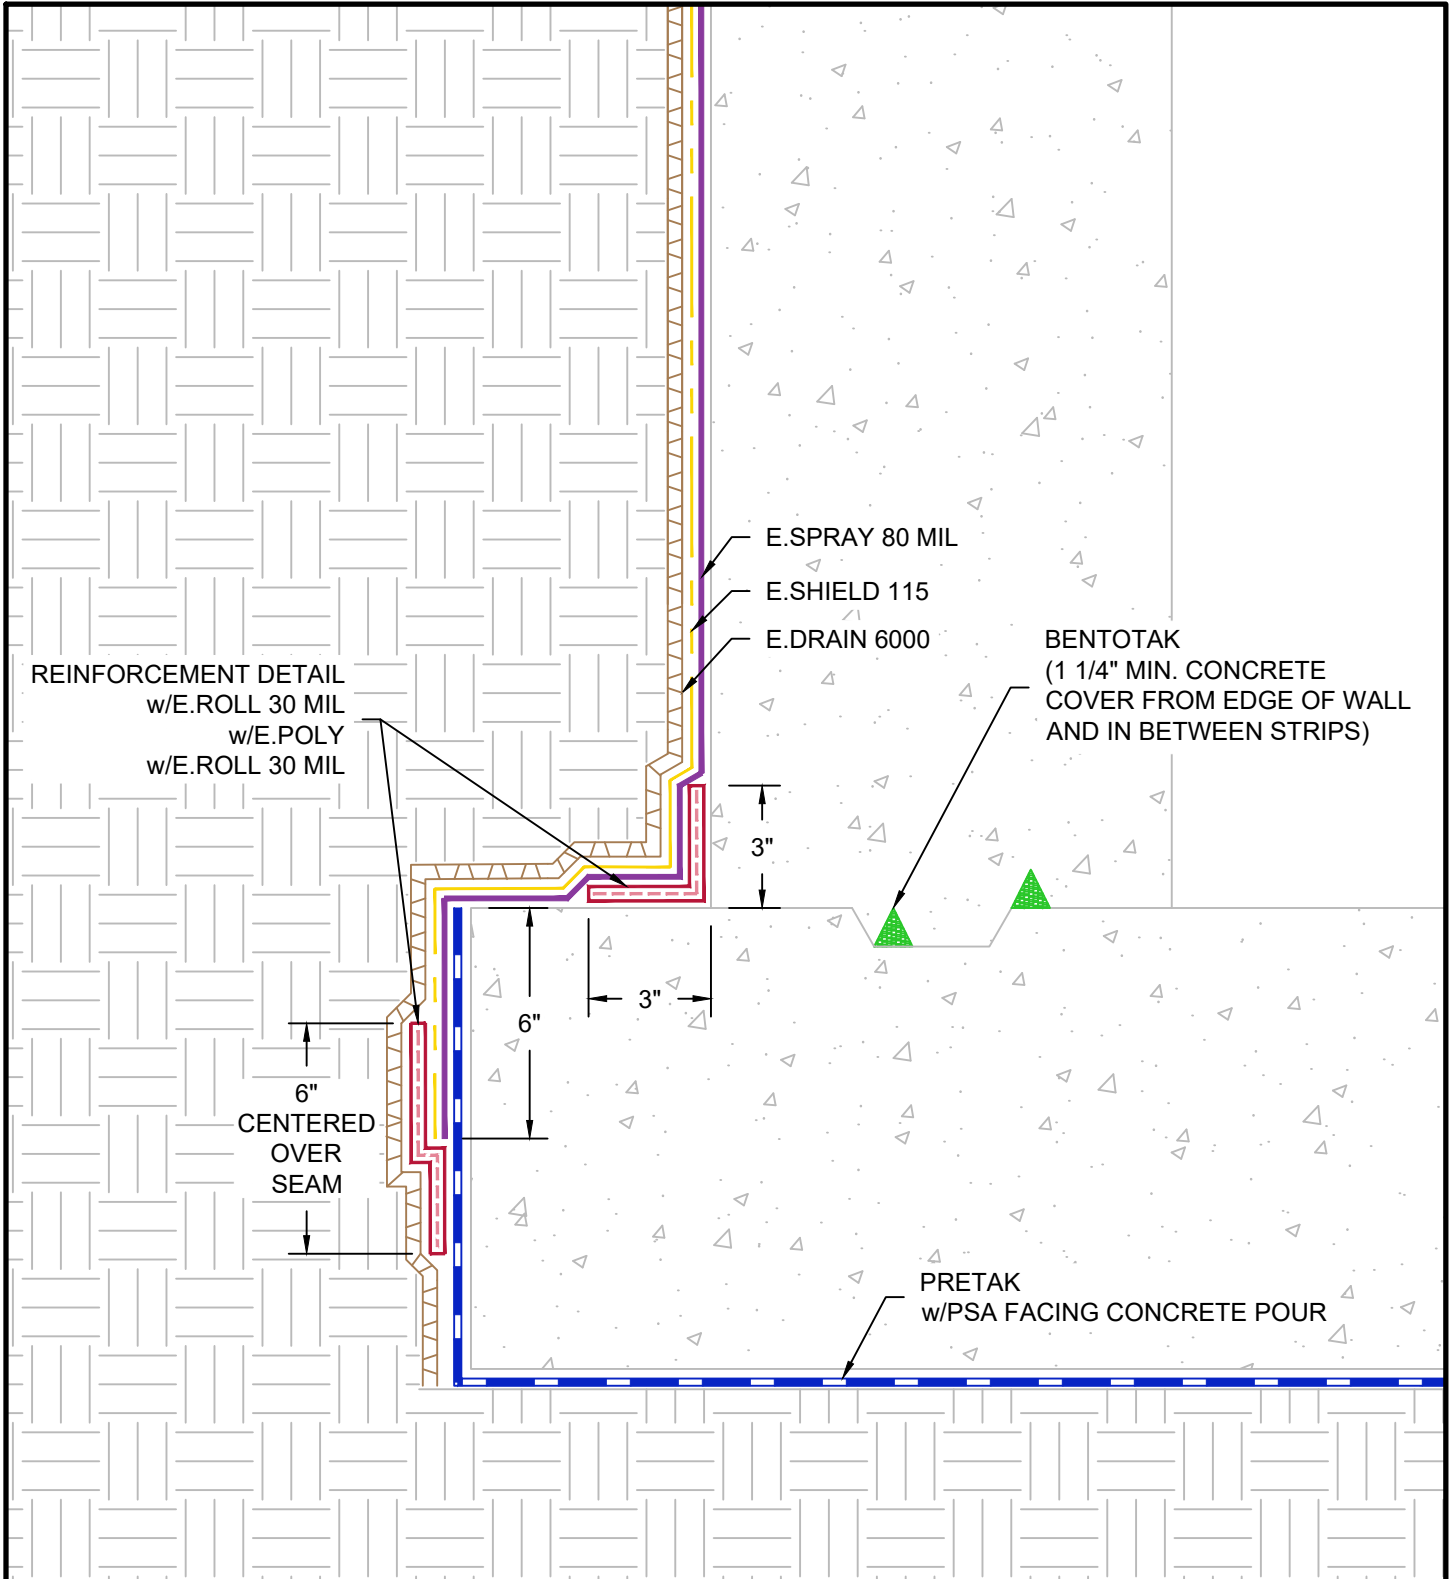 E.SPRAY 80 MIL
E.SHIELD 115
E.DRAIN 6000
BENTOTAK
(1 1/4" MIN. CONCRETE
COVER FROM EDGE OF WALL
AND IN BETWEEN STRIPS)
REINFORCEMENT DETAIL
w/E.ROLL 30 MIL
w/E.POLY
w/E.ROLL 30 MIL
3"
3"
6"
6"
CENTERED
OVER
SEAM
PRETAK
w/PSA FACING CONCRETE POUR